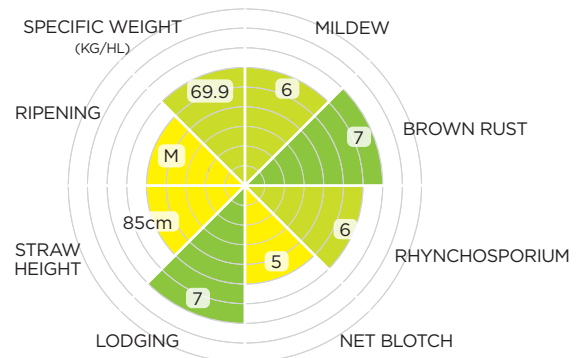 SPECIFIC WEIGHT
(KG/HL)
MILDEW
69.9
6
RIPENING
BROWN RUST
7
M
85cm
6
STRAW
HEIGHT
RHYNCHOSPORIUM
5
7
LODGING
NET BLOTCH